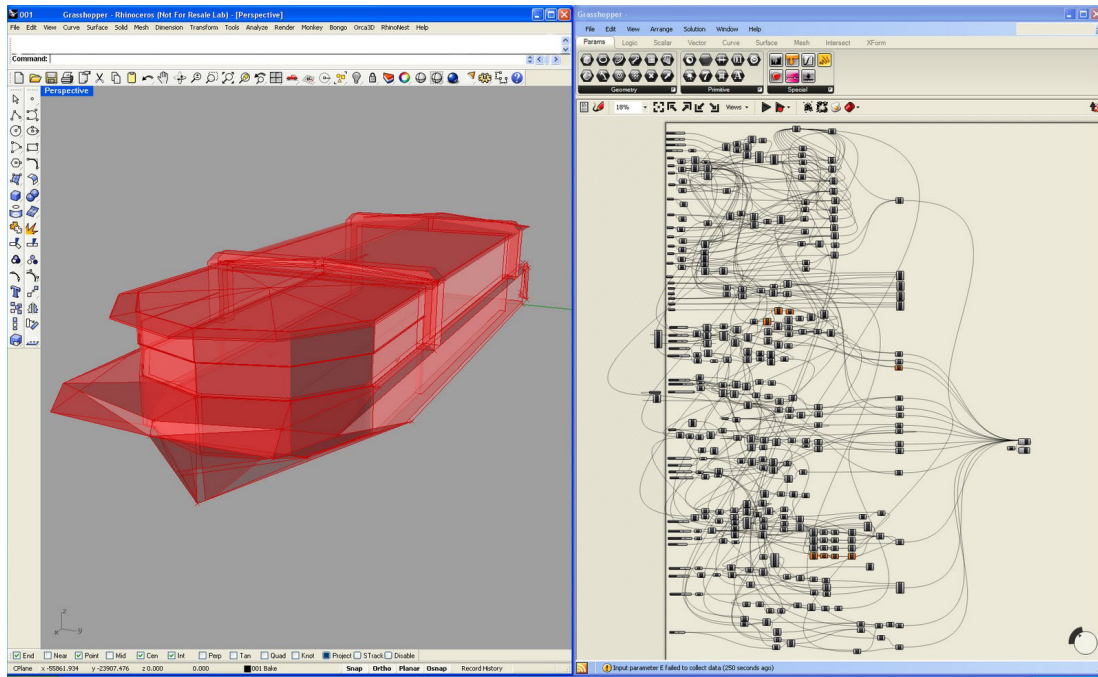 001 Grasshopper - Rhinoceros (Not For Resale Lab) - [Perspective]
File Edit View Curve Surface Solid Mesh Dimension Transform Tools Analyze Render Monkey Bongo Orca3D RhinoNest Help
Command:
Perspective
z
x y
End Near Point Mid Cen Int Perp Tan Quad Knot Project STrack Disable
CPlane x -55861.934 y -23907.476 z 0.000 0.000 001 Bake Snap Ortho Planar Osnap Record History
Grasshopper -
File Edit View Arrange Solution Window Help
Params Logic Scalar Vector Curve Surface Mesh Intersect XForm
Geometry Primitive Special
18% Views
Input parameter E failed to collect data (250 seconds ago)